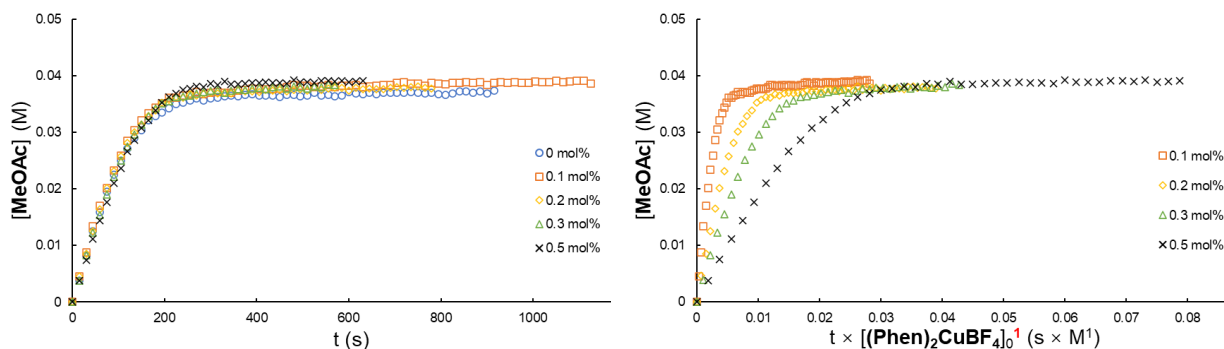 0.05
0.04
0.03
0.02
0.01
0
[MeOAc] (M)
0 200 400 600 800 1000
t (s)
0 mol%
0.1 mol%
0.2 mol%
0.3 mol%
0.5 mol%
0.05
0.04
0.03
0.02
0.01
0
[MeOAc] (M)
0 0.01 0.02 0.03 0.04 0.05 0.06 0.07 0.08
t × [(Phen)₂CuBF₄]₀¹ (s × M¹)
0.1 mol%
0.2 mol%
0.3 mol%
0.5 mol%